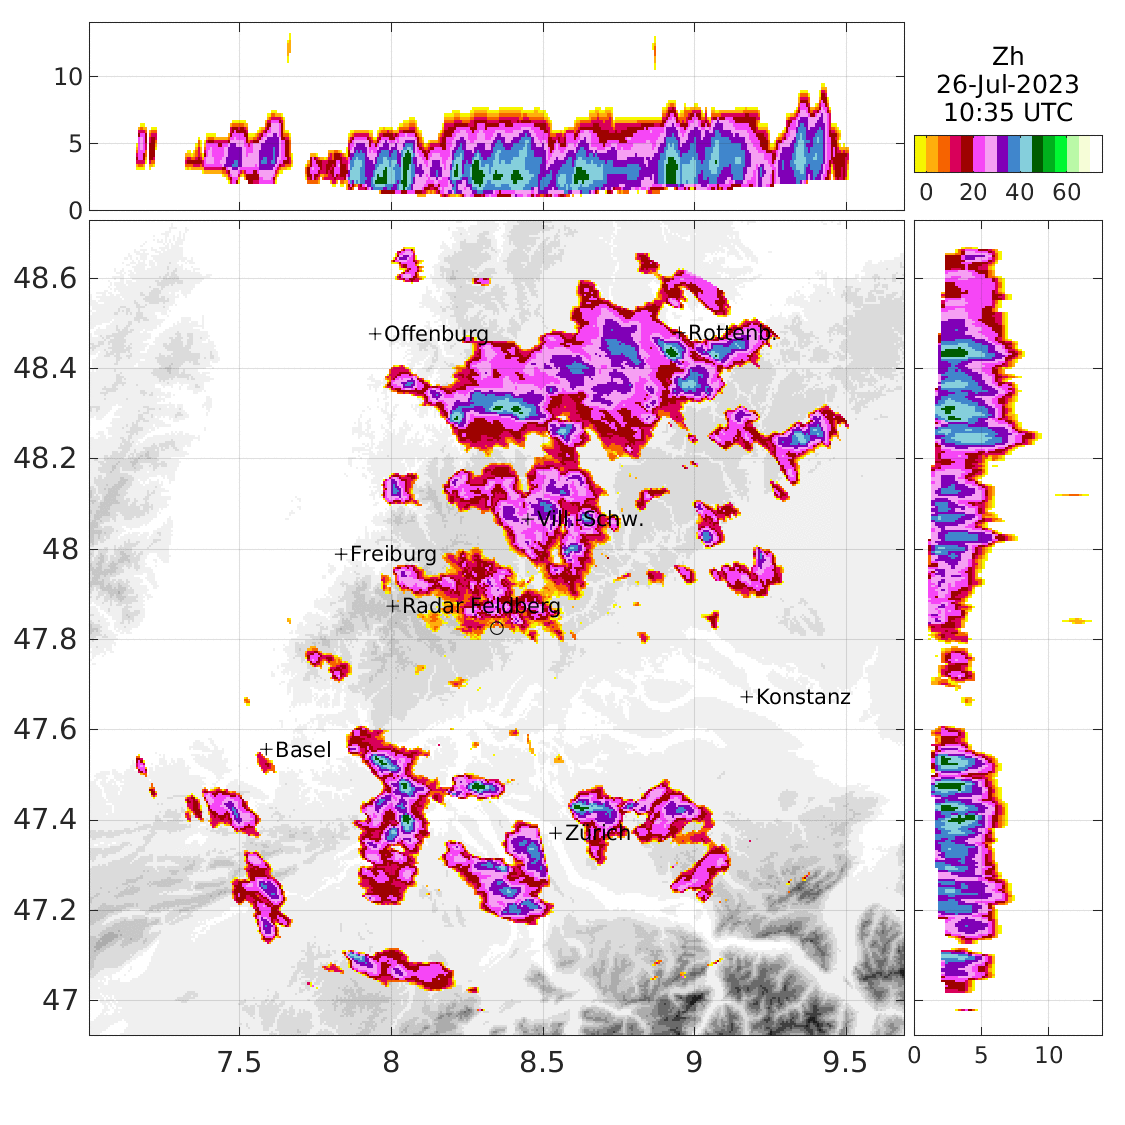 10
5
0
Zh
26-Jul-2023
10:35 UTC
0 20 40 60
48.6
48.4
48.2
48
47.8
47.6
47.4
47.2
47
+Offenburg
+Rottenb.
+Vill.-Schw.
+Freiburg
+Radar Feldberg
+Konstanz
+Basel
+Zürich
7.5 8 8.5 9 9.5
0 5 10